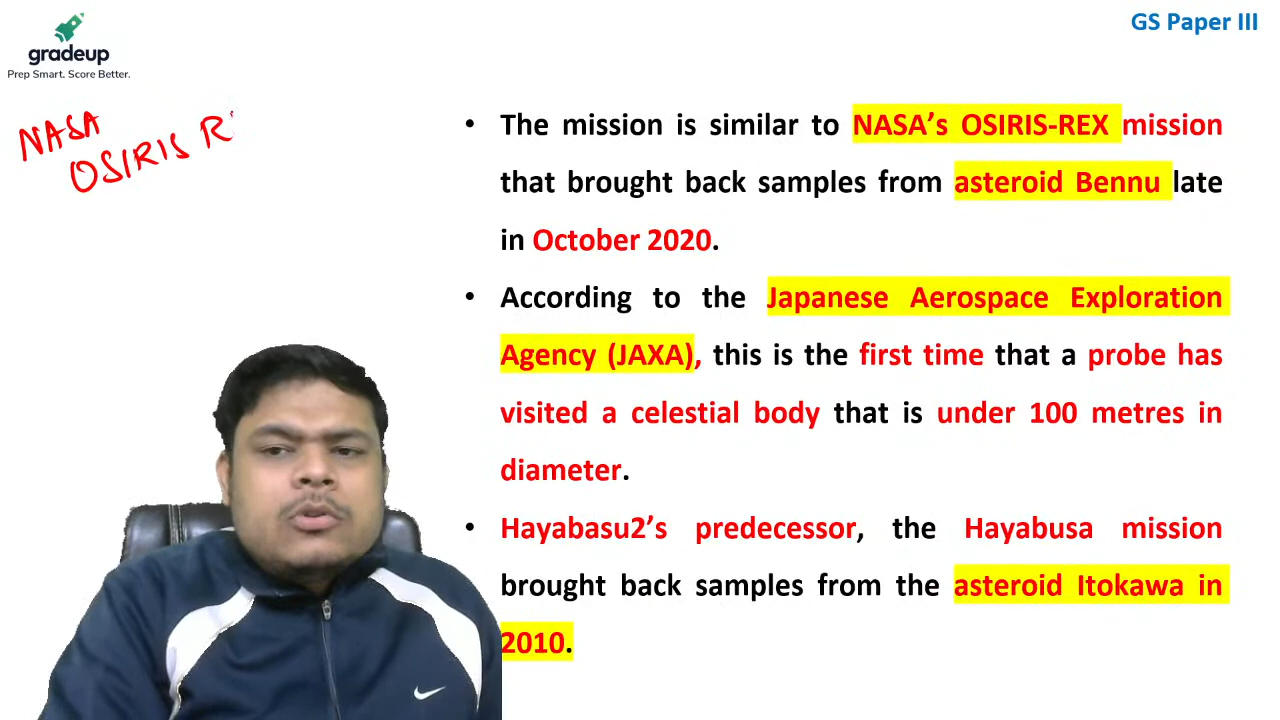 gradeup
Prep Smart. Score Better.
GS Paper III
NASA
OSIRIS R
• The mission is similar to NASA's OSIRIS-REX mission
that brought back samples from asteroid Bennu late
in October 2020.
• According to the Japanese Aerospace Exploration
Agency (JAXA), this is the first time that a probe has
visited a celestial body that is under 100 metres in
diameter.
• Hayabasu2's predecessor, the Hayabusa mission
brought back samples from the asteroid Itokawa in
2010.